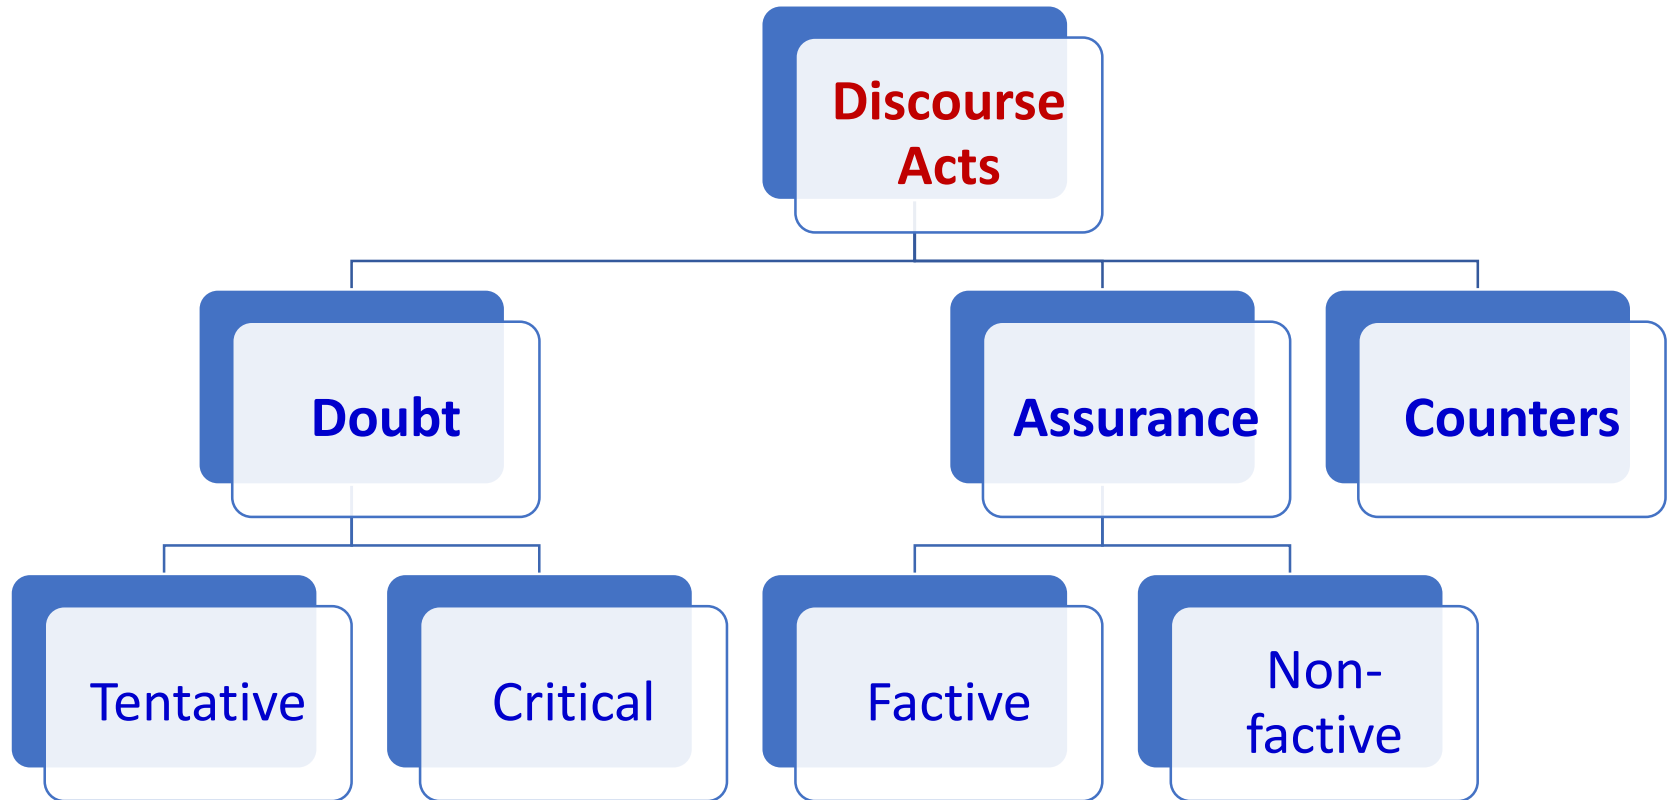 Discourse
Acts
Doubt
Assurance
Counters
Tentative
Critical
Factive
Non-
factive